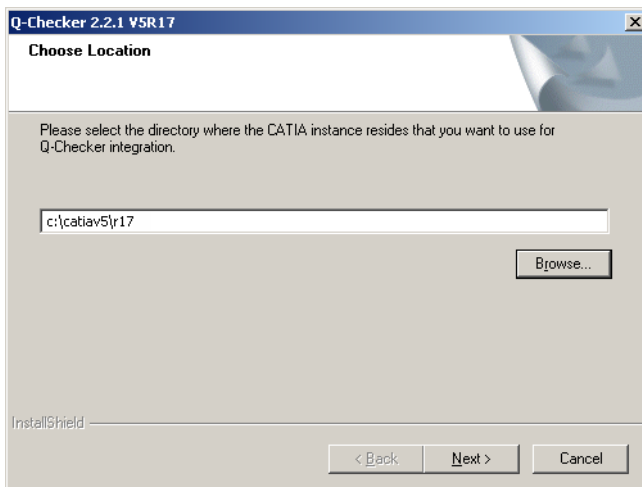 Q-Checker 2.2.1 V5R17
Choose Location
Please select the directory where the CATIA instance resides that you want to use for
Q-Checker integration.
c:\catiav5\r17
Browse...
InstallShield
< Back
Next >
Cancel